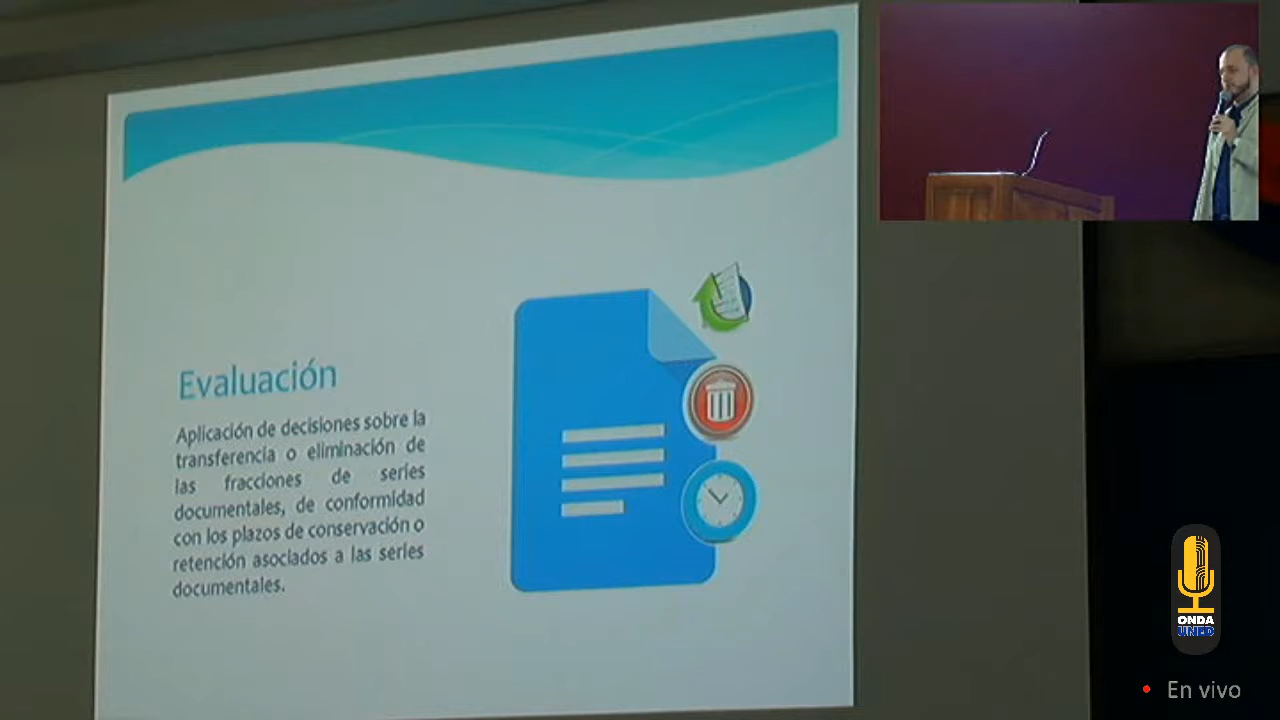 Evaluación
Aplicación de decisiones sobre la
transferencia o eliminación de
las fracciones de series
documentales, de conformidad
con los plazos de conservación o
retención asociados a las series
documentales.
ONDA
UNED
En vivo